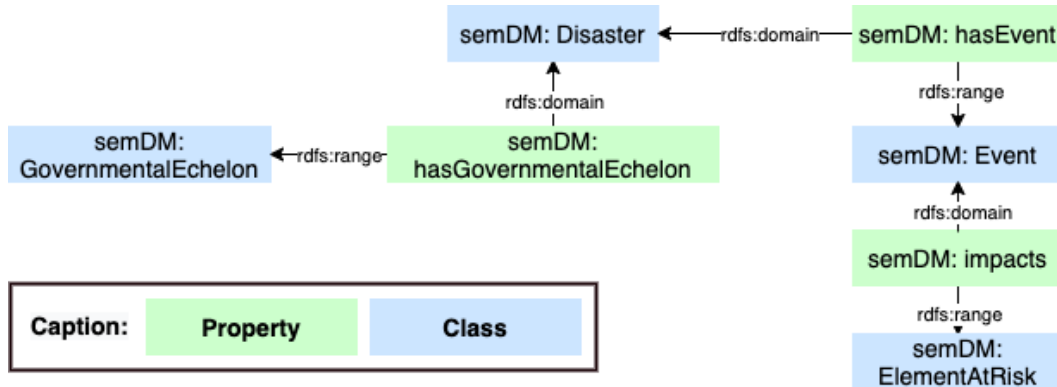 semDM: Disaster
rdfs:domain
semDM: hasEvent
rdfs:domain
rdfs:range
semDM:
GovernmentalEchelon
rdfs:range
semDM:
hasGovernmentalEchelon
semDM: Event
rdfs:domain
semDM: impacts
rdfs:range
semDM:
ElementAtRisk
Caption:
Property
Class